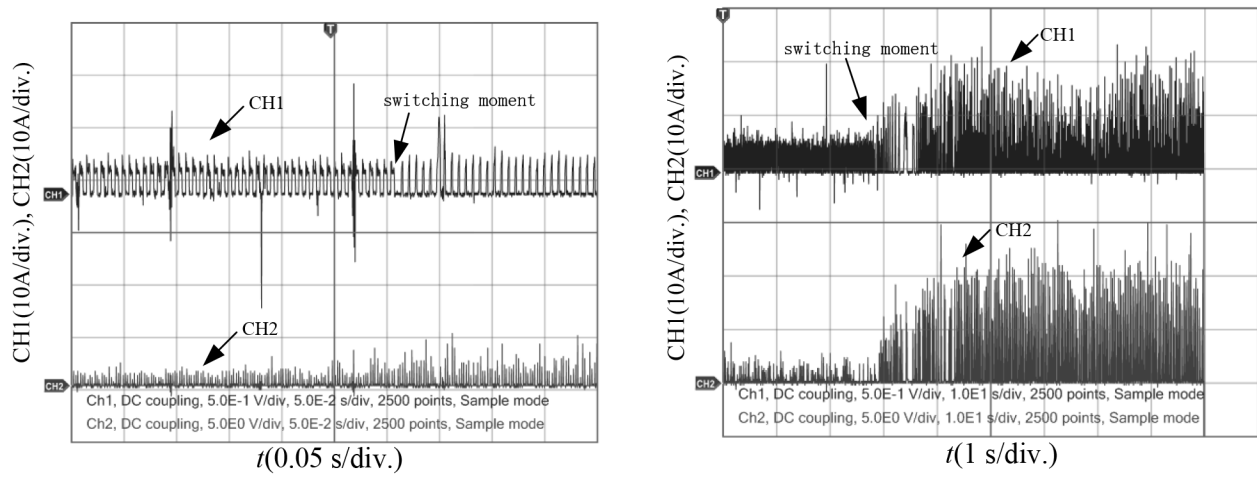 T
CH1
switching moment
CH1
CH2
CH2
Ch1, DC coupling, 5.0E-1 V/div, 5.0E-2 s/div, 2500 points, Sample mode
Ch2, DC coupling, 5.0E0 V/div, 5.0E-2 s/div, 2500 points, Sample mode
CH1(10A/div.), CH2(10A/div.)
t(0.05 s/div.)
T
CH1
switching moment
CH1
CH2
CH2
Ch1, DC coupling, 5.0E-1 V/div, 1.0E1 s/div, 2500 points, Sample mode
Ch2, DC coupling, 5.0E0 V/div, 1.0E1 s/div, 2500 points, Sample mode
CH1(10A/div.), CH2(10A/div.)
t(1 s/div.)